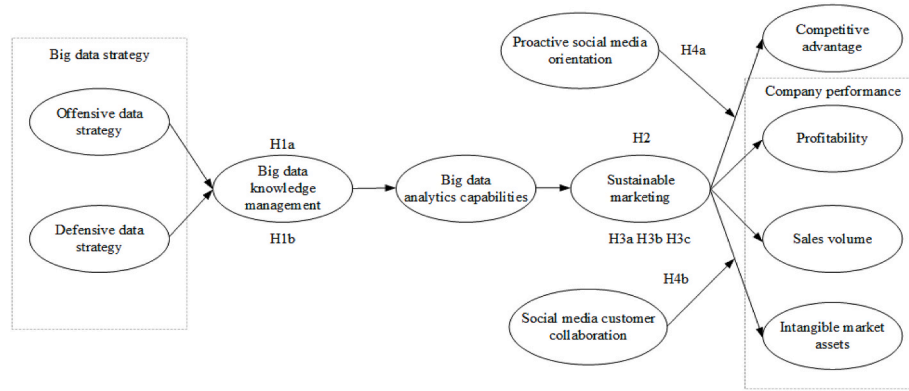 Big data strategy
Offensive data
strategy
Defensive data
strategy
H1a
Big data
knowledge
management
H1b
Big data
analytics capabilities
Proactive social media
orientation
H4a
H2
Sustainable
marketing
H3a H3b H3c
H4b
Social media customer
collaboration
Competitive
advantage
Company performance
Profitability
Sales volume
Intangible market
assets